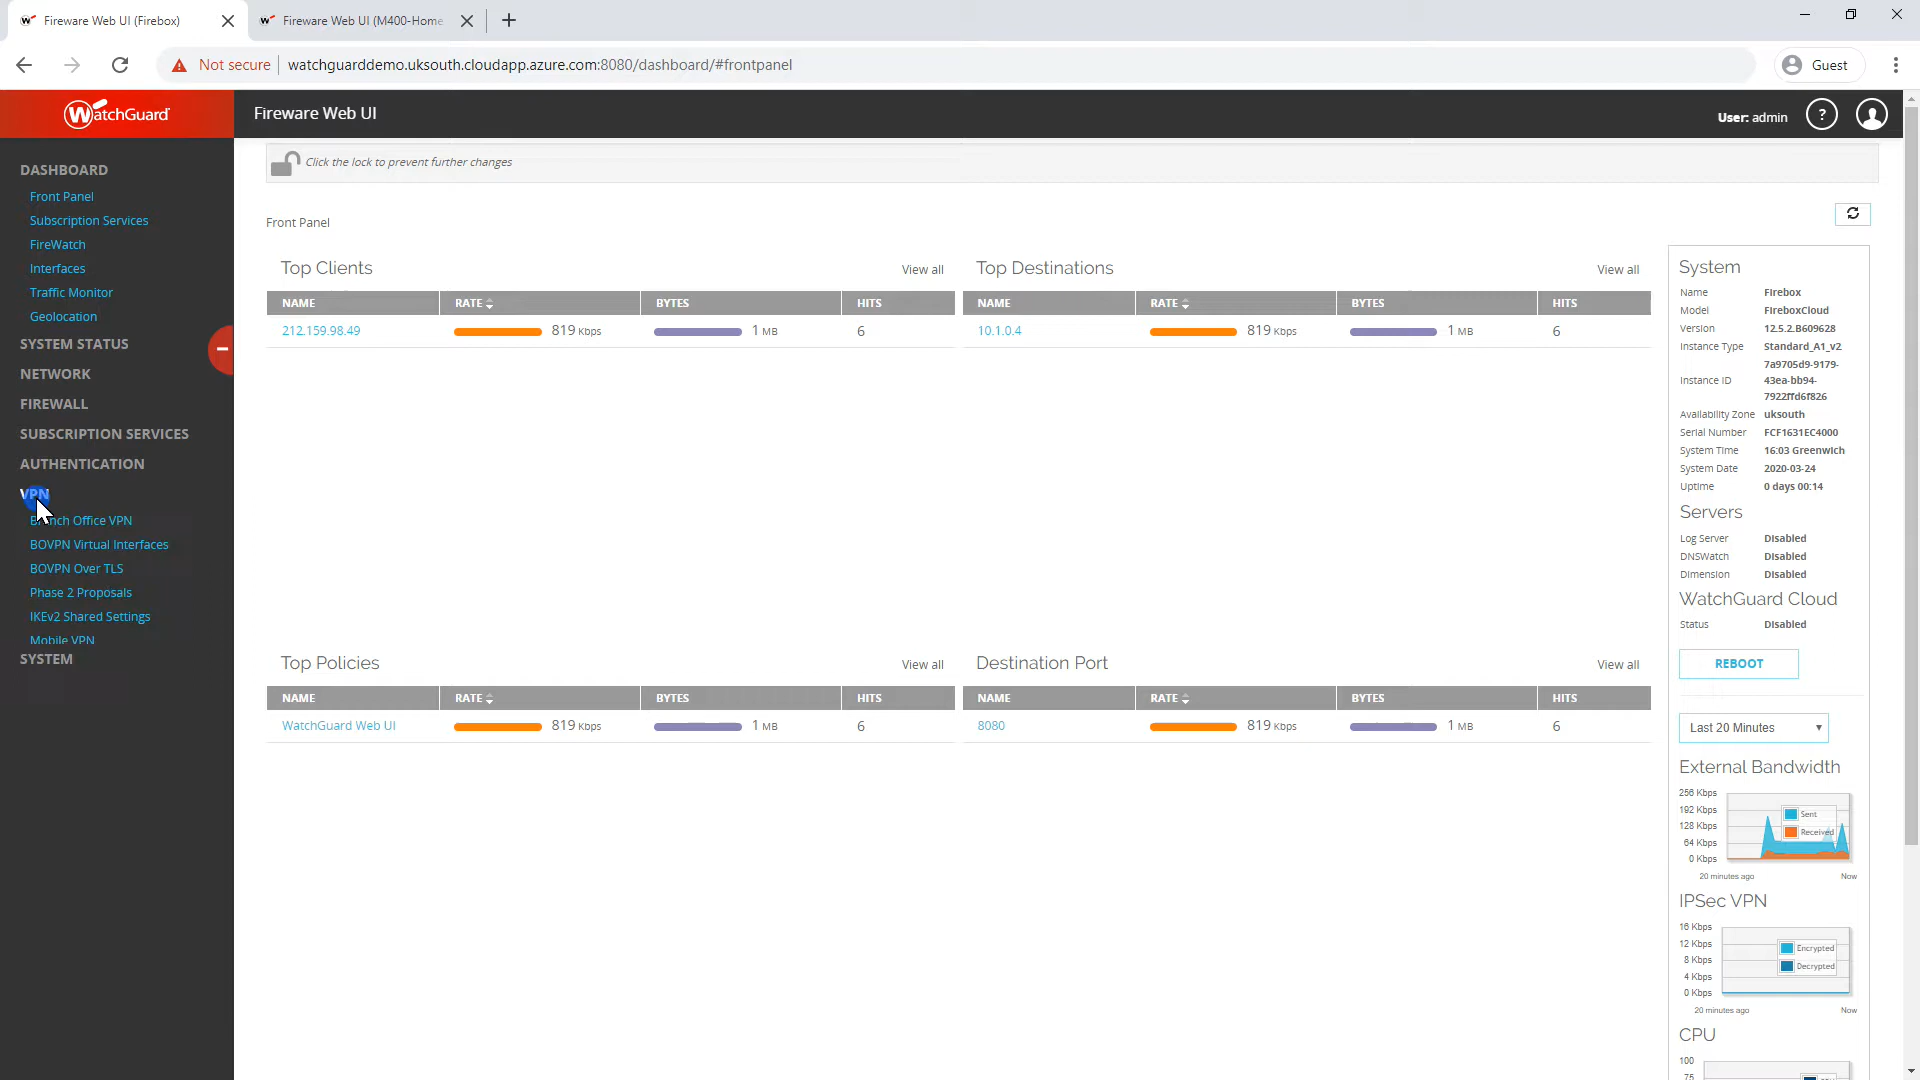 Fireware Web UI (Firebox)
Fireware Web UI (M400-Home
Not secure
watchguarddemo.uksouth.cloudapp.azure.com:8080/dashboard/#frontpanel
Guest
WatchGuard
Fireware Web UI
User: admin
?
DASHBOARD
Front Panel
Subscription Services
FireWatch
Interfaces
Traffic Monitor
Geolocation
SYSTEM STATUS
NETWORK
FIREWALL
SUBSCRIPTION SERVICES
AUTHENTICATION
VPN
Branch Office VPN
BOVPN Virtual Interfaces
BOVPN Over TLS
Phase 2 Proposals
IKEv2 Shared Settings
Mobile VPN
SYSTEM
Click the lock to prevent further changes
Front Panel
Top Clients
View all
NAME RATE BYTES HITS
212.159.98.49 819 Kbps 1 MB 6
Top Destinations
View all
NAME RATE BYTES HITS
10.1.0.4 819 Kbps 1 MB 6
Top Policies
View all
NAME RATE BYTES HITS
WatchGuard Web UI 819 Kbps 1 MB 6
Destination Port
View all
NAME RATE BYTES HITS
8080 819 Kbps 1 MB 6
System
Name Firebox
Model FireboxCloud
Version 12.5.2.B609628
Instance Type Standard_A1_v2
Instance ID 7a9705d9-9179-
43ea-bb94-
7922ffd6f826
Availability Zone uksouth
Serial Number FCF1631EC4000
System Time 16:03 Greenwich
System Date 2020-03-24
Uptime 0 days 00:14
Servers
Log Server Disabled
DNSWatch Disabled
Dimension Disabled
WatchGuard Cloud
Status Disabled
REBOOT
Last 20 Minutes
External Bandwidth
256 Kbps
192 Kbps
128 Kbps
64 Kbps
0 Kbps
Sent
Received
20 minutes ago Now
IPSec VPN
16 Kbps
12 Kbps
8 Kbps
4 Kbps
0 Kbps
Encrypted
Decrypted
20 minutes ago Now
CPU
100
75